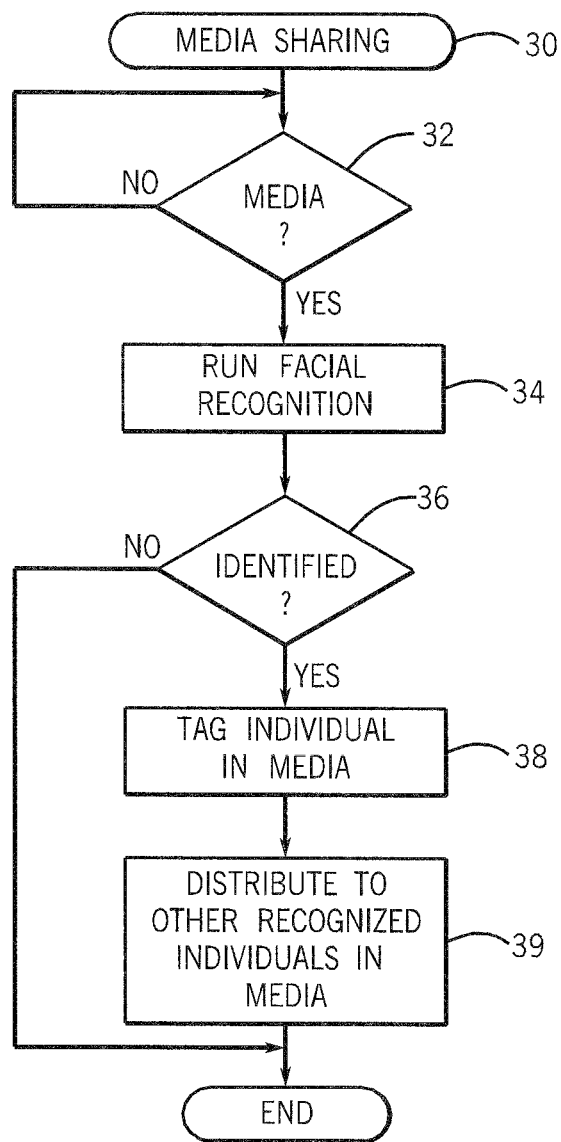 MEDIA SHARING
30
32
NO
MEDIA
?
YES
RUN FACIAL
RECOGNITION
34
36
NO
IDENTIFIED
?
YES
TAG INDIVIDUAL
IN MEDIA
38
DISTRIBUTE TO
OTHER RECOGNIZED
INDIVIDUALS IN
MEDIA
39
END